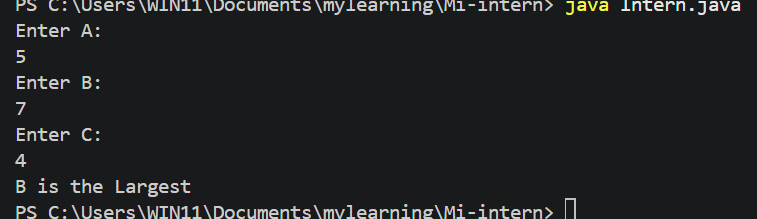 PS C:\Users\WIN11\Documents\mylearning\Mi-intern> java Intern.java
Enter A:
5
Enter B:
7
Enter C:
4
B is the Largest
PS C:\Users\WIN11\Documents\mylearning\Mi-intern>